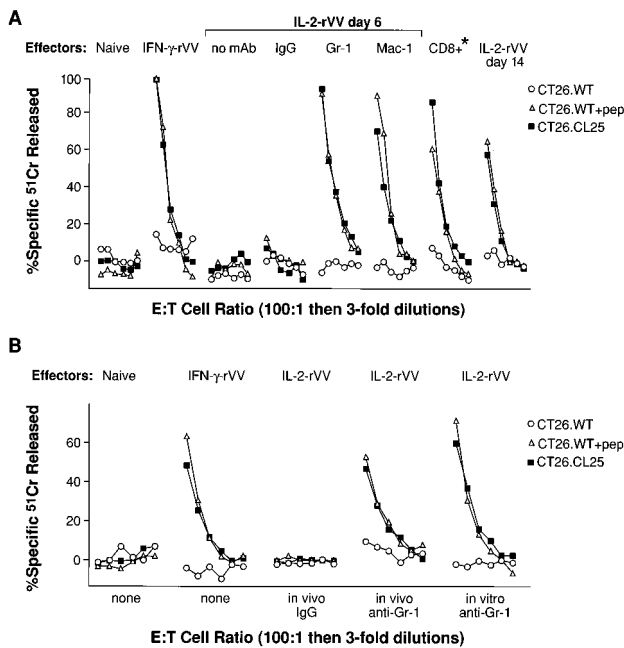 A
IL-2-rVV day 6
Effectors: Naive IFN-γ-rVV no mAb IgG Gr-1 Mac-1 CD8+* IL-2-rVV day 14
%Specific ⁵¹Cr Released
100
80
60
40
20
0
CT26.WT
CT26.WT+pep
CT26.CL25
E:T Cell Ratio (100:1 then 3-fold dilutions)
B
Effectors: Naive IFN-γ-rVV IL-2-rVV IL-2-rVV IL-2-rVV
%Specific ⁵¹Cr Released
60
40
20
0
CT26.WT
CT26.WT+pep
CT26.CL25
none none in vivo IgG in vivo anti-Gr-1 in vitro anti-Gr-1
E:T Cell Ratio (100:1 then 3-fold dilutions)